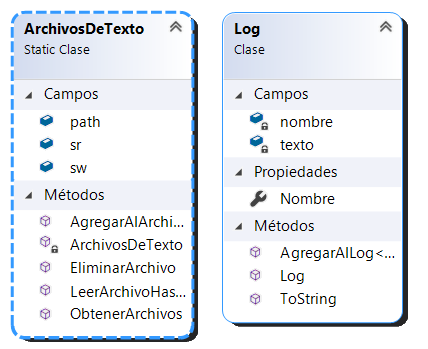 ArchivosDeTexto
Static Clase
Campos
path
sr
sw
Métodos
AgregarAlArchi...
ArchivosDeTexto
EliminarArchivo
LeerArchivoHas...
ObtenerArchivos
Log
Clase
Campos
nombre
texto
Propiedades
Nombre
Métodos
AgregarAlLog<...
Log
ToString